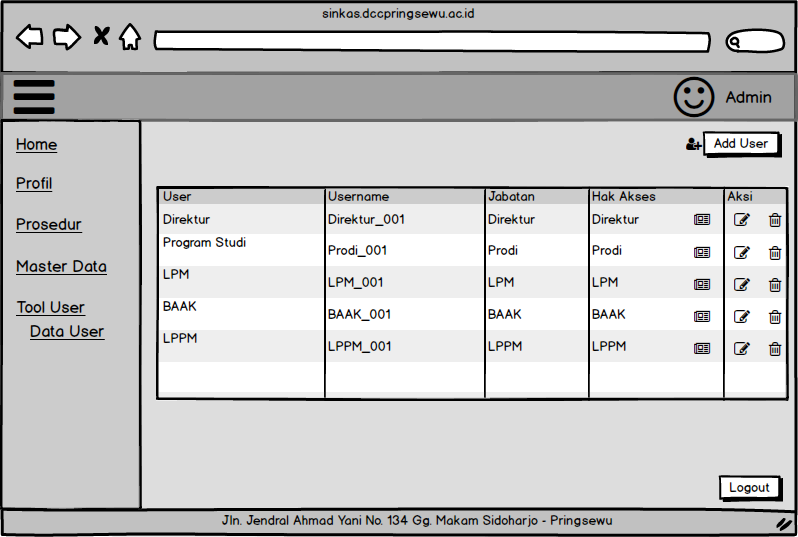 sinkas.dccpringsewu.ac.id
Admin
Home
Profil
Prosedur
Master Data
Tool User
Data User
Add User
User Username Jabatan Hak Akses Aksi
Direktur Direktur_001 Direktur Direktur
Program Studi Prodi_001 Prodi Prodi
LPM LPM_001 LPM LPM
BAAK BAAK_001 BAAK BAAK
LPPM LPPM_001 LPPM LPPM
Logout
Jln. Jendral Ahmad Yani No. 134 Gg. Makam Sidoharjo - Pringsewu